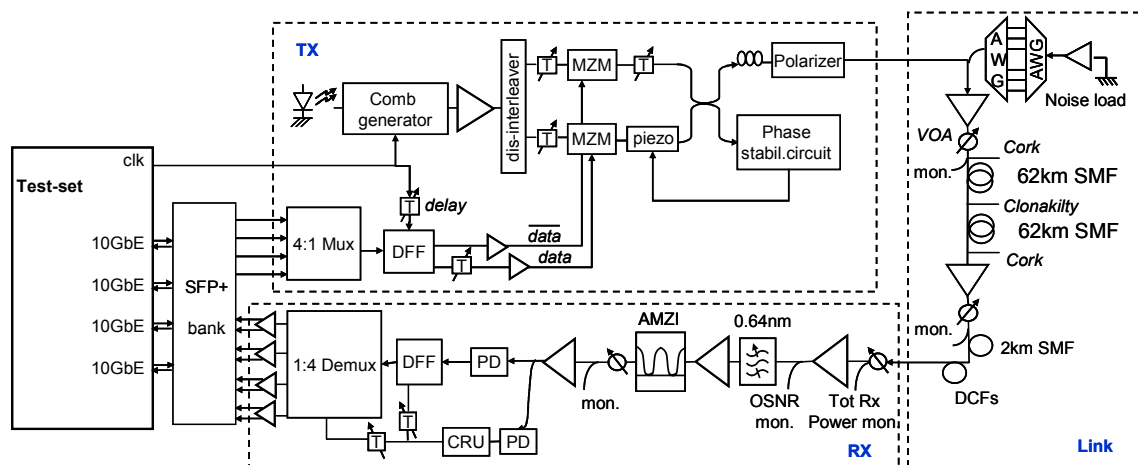 TX
Comb
generator
dis-interleaver
T
MZM
T
T
MZM
piezo
Polarizer
Phase
stabil.circuit
A
W
G
AWG
Noise load
VOA
mon.
Cork
62km SMF
Clonakilty
62km SMF
Cork
mon.
2km SMF
DCFs
Link
clk
Test-set
10GbE
10GbE
10GbE
10GbE
SFP+
bank
4:1 Mux
T
delay
DFF
data
T
data
1:4 Demux
DFF
PD
T
T
CRU
PD
mon.
AMZI
0.64nm
OSNR
mon.
Tot Rx
Power mon.
RX